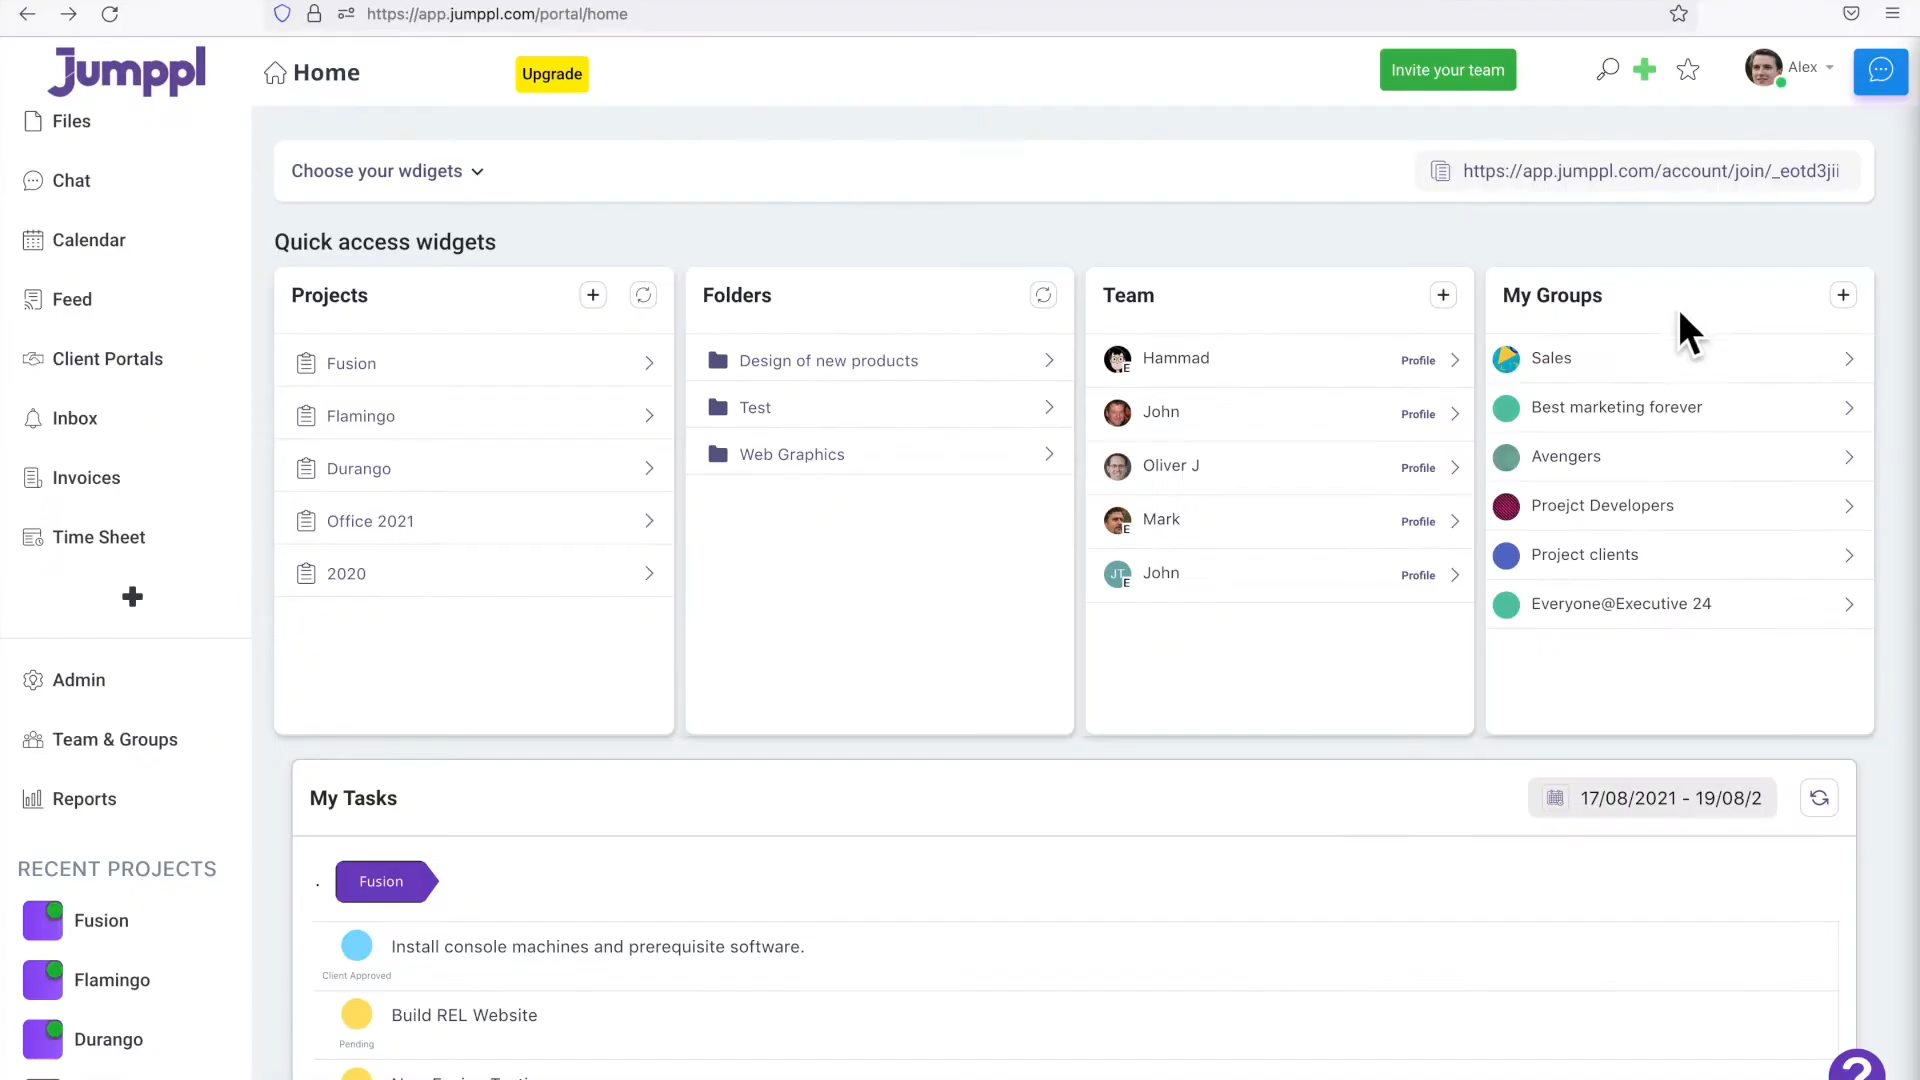 https://app.jumppl.com/portal/home
Jumppl
Home
Upgrade
Invite your team
Alex
Files
Chat
Calendar
Feed
Client Portals
Inbox
Invoices
Time Sheet
Admin
Team & Groups
Reports
RECENT PROJECTS
Fusion
Flamingo
Durango
Choose your wdigets
https://app.jumppl.com/account/join/_eotd3jii
Quick access widgets
Projects
Fusion
Flamingo
Durango
Office 2021
2020
Folders
Design of new products
Test
Web Graphics
Team
E
Hammad Profile
John Profile
Oliver J Profile
E
Mark Profile
JT
E
John Profile
My Groups
Sales
Best marketing forever
Avengers
Proejct Developers
Project clients
Everyone@Executive 24
My Tasks
17/08/2021 - 19/08/2
. Fusion
Install console machines and prerequisite software.
Client Approved
Build REL Website
Pending
?